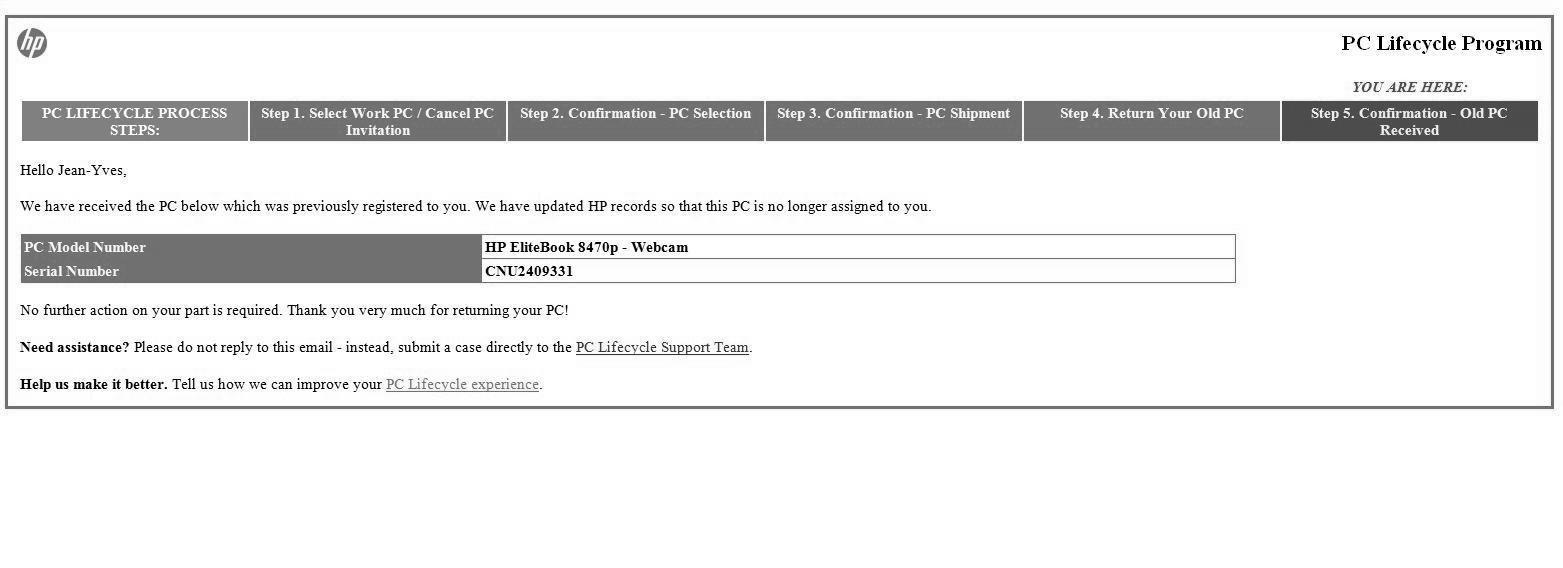 hp
PC Lifecycle Program
YOU ARE HERE:
PC LIFECYCLE PROCESS
STEPS:
Step 1. Select Work PC / Cancel PC
Invitation
Step 2. Confirmation - PC Selection
Step 3. Confirmation - PC Shipment
Step 4. Return Your Old PC
Step 5. Confirmation - Old PC
Received
Hello Jean-Yves,
We have received the PC below which was previously registered to you. We have updated HP records so that this PC is no longer assigned to you.
PC Model Number HP EliteBook 8470p - Webcam
Serial Number CNU2409331
No further action on your part is required. Thank you very much for returning your PC!
Need assistance? Please do not reply to this email - instead, submit a case directly to the PC Lifecycle Support Team.
Help us make it better. Tell us how we can improve your PC Lifecycle experience.